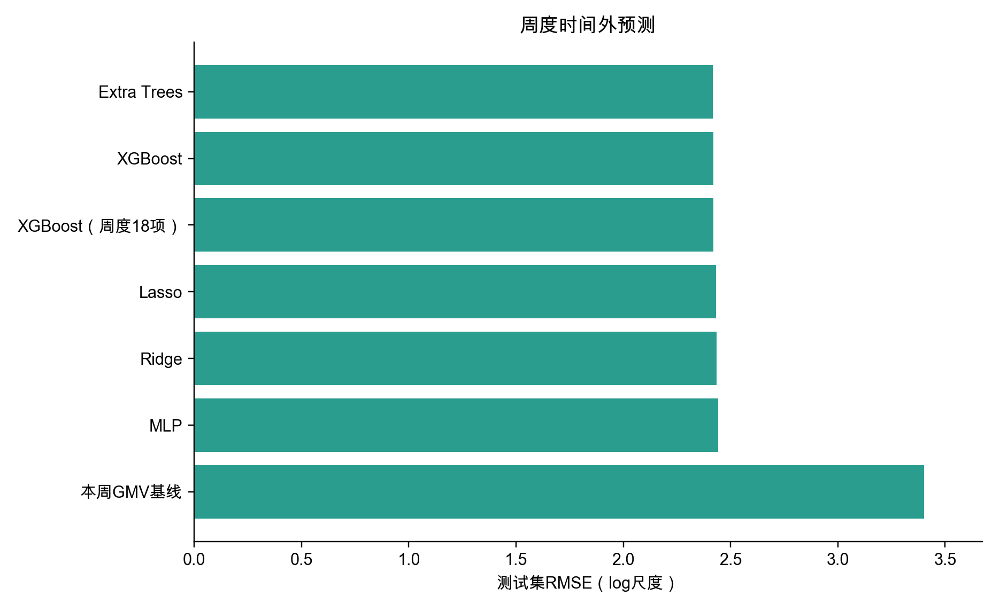 周度时间外预测
Extra Trees
XGBoost
XGBoost（周度18项）
Lasso
Ridge
MLP
本周GMV基线
0.0 0.5 1.0 1.5 2.0 2.5 3.0 3.5
测试集RMSE（log尺度）